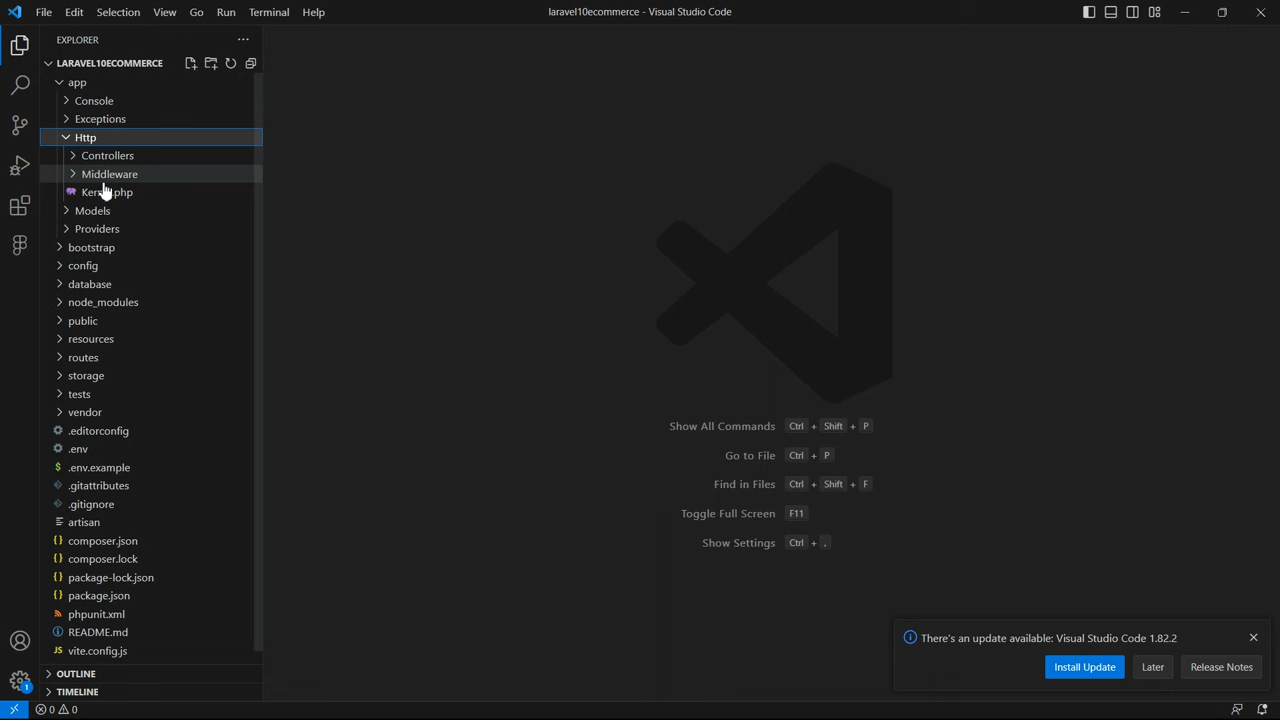 File Edit Selection View Go Run Terminal Help
laravel10ecommerce - Visual Studio Code
EXPLORER
LARAVEL10ECOMMERCE
app
Console
Exceptions
Http
Controllers
Middleware
Models
Providers
bootstrap
config
database
node_modules
public
resources
routes
storage
tests
vendor
.editorconfig
.env
$ .env.example
.gitattributes
.gitignore
artisan
{} composer.json
{} composer.lock
{} package-lock.json
{} package.json
phpunit.xml
README.md
vite.config.js
OUTLINE
TIMELINE
1
0 0
Show All Commands Ctrl + Shift + P
Go to File Ctrl + P
Find in Files Ctrl + Shift + F
Toggle Full Screen F11
Show Settings Ctrl + ,
There's an update available: Visual Studio Code 1.82.2
Install Update Later Release Notes